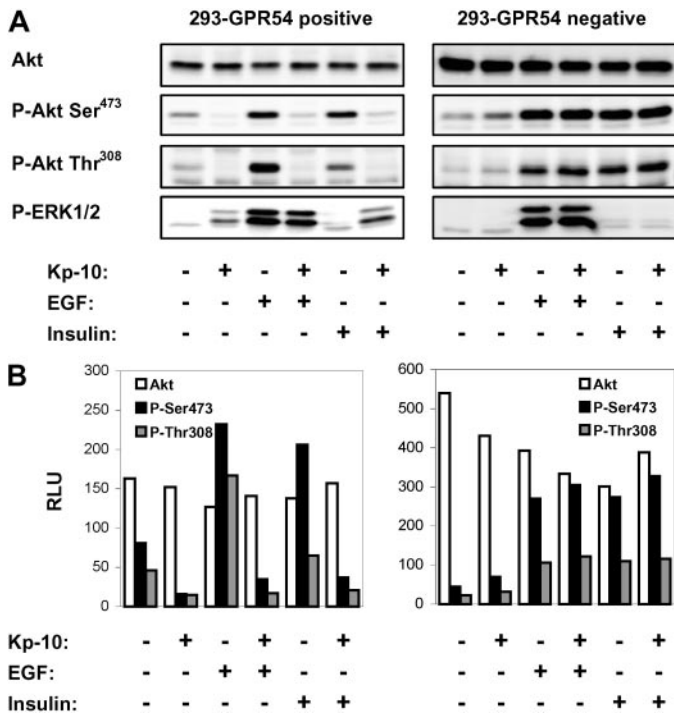 A
293-GPR54 positive
293-GPR54 negative
Akt
P-Akt Ser473
P-Akt Thr308
P-ERK1/2
Kp-10: - + - + - + - + - + - +
EGF: - - + + - - - - + + - -
Insulin: - - - - + + - - - - + +
B
300
250
200
150
100
50
0
RLU
Akt
P-Ser473
P-Thr308
600
500
400
300
200
100
0
Akt
P-Ser473
P-Thr308
Kp-10: - + - + - + - + - + - +
EGF: - - + + - - - - + + - -
Insulin: - - - - + + - - - - + +